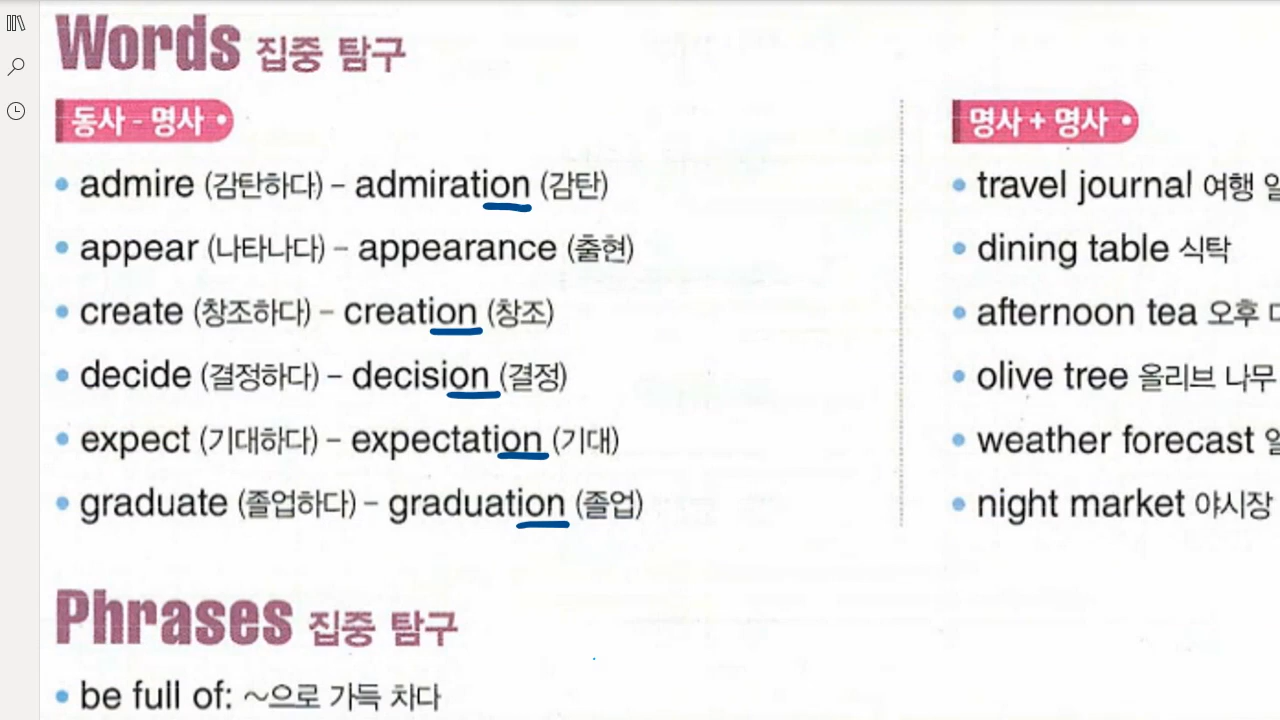 Words 집중 탐구
동사 - 명사
admire (감탄하다) – admiration (감탄)
appear (나타나다) – appearance (출현)
create (창조하다) – creation (창조)
decide (결정하다) – decision (결정)
expect (기대하다) – expectation (기대)
graduate (졸업하다) – graduation (졸업)
명사 + 명사
travel journal 여행
dining table 식탁
afternoon tea 오후
olive tree 올리브 나무
weather forecast
night market 야시장
Phrases 집중 탐구
be full of: ~으로 가득 차다